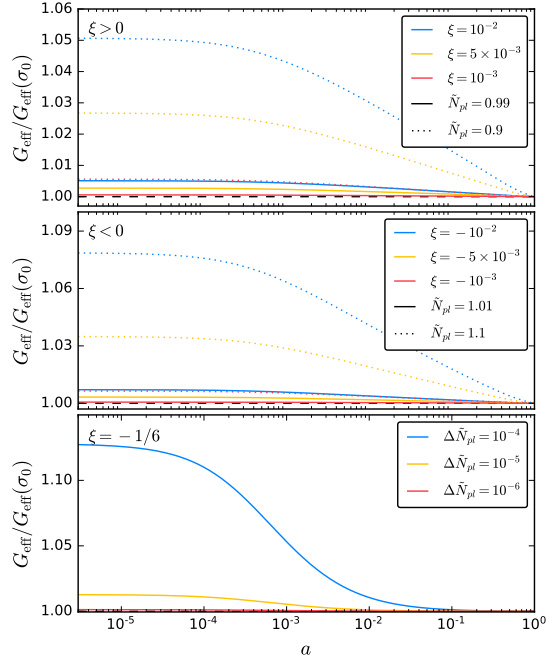 1.06
1.05
1.04
1.03
1.02
1.01
1.00
G_eff/G_eff(σ_0)
ξ>0
ξ=10^-2
ξ=5×10^-3
ξ=10^-3
Ñ_pl=0.99
Ñ_pl=0.9
1.09
1.06
1.03
1.00
G_eff/G_eff(σ_0)
ξ<0
ξ=−10^-2
ξ=−5×10^-3
ξ=−10^-3
Ñ_pl=1.01
Ñ_pl=1.1
1.10
1.05
1.00
G_eff/G_eff(σ_0)
ξ=−1/6
ΔÑ_pl=10^-4
ΔÑ_pl=10^-5
ΔÑ_pl=10^-6
10^-5 10^-4 10^-3 10^-2 10^-1 10^0
a